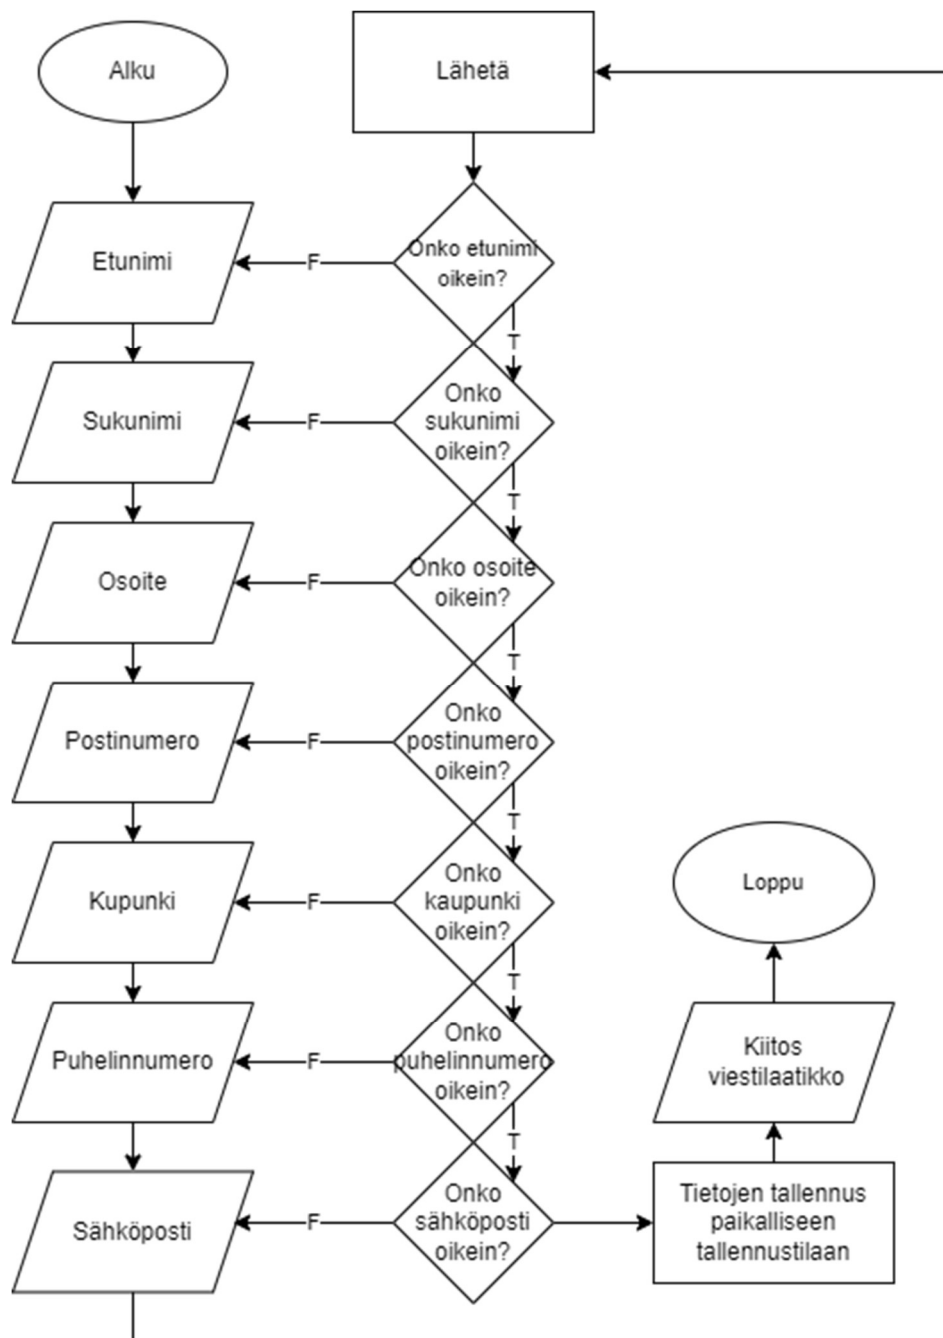 Alku
Lähetä
Etunimi
F
Onko etunimi
oikein?
T
Sukunimi
F
Onko
sukunimi
oikein?
T
Osoite
F
Onko osoite
oikein?
T
Postinumero
F
Onko
postinumero
oikein?
T
Kupunki
F
Onko
kaupunki
oikein?
Loppu
T
Puhelinnumero
F
Onko
puhelinnumero
oikein?
Kiitos
viestilaatikko
T
Sähköposti
F
Onko
sähköposti
oikein?
Tietojen tallennus
paikalliseen
tallennustilaan